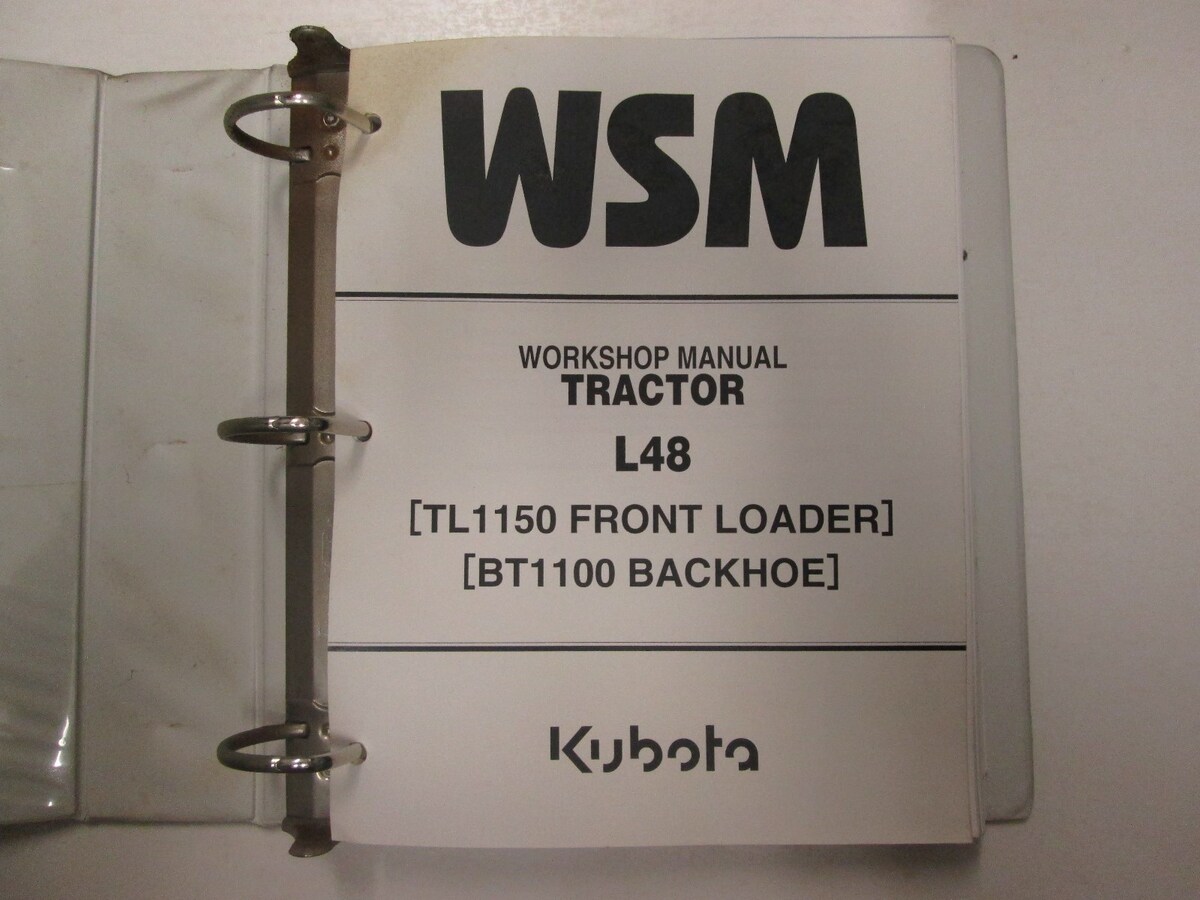 WSM
WORKSHOP MANUAL
TRACTOR
L48
[TL1150 FRONT LOADER]
[BT1100 BACKHOE]
Kubota